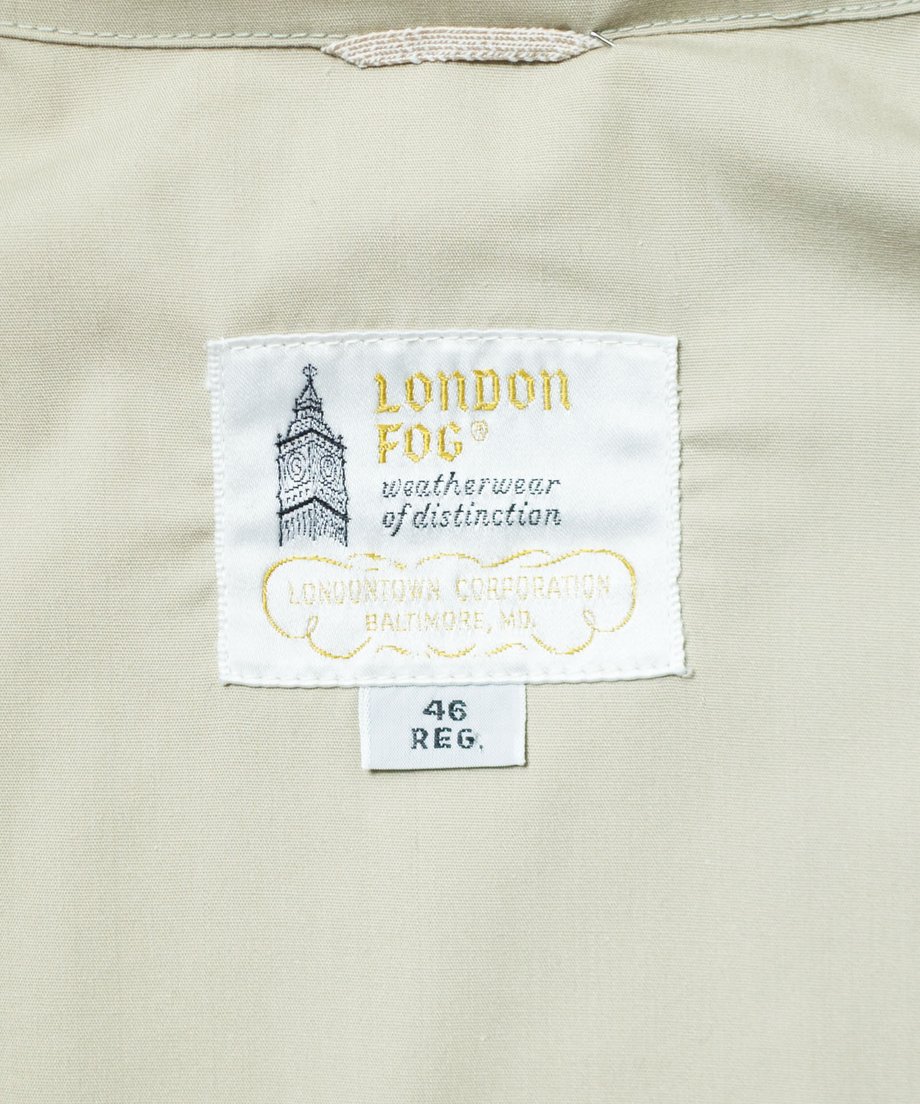 LONDON
FOG®
weatherwear
of distinction
LONDONTOWN CORPORATION
BALTIMORE, MD.
46
REG.